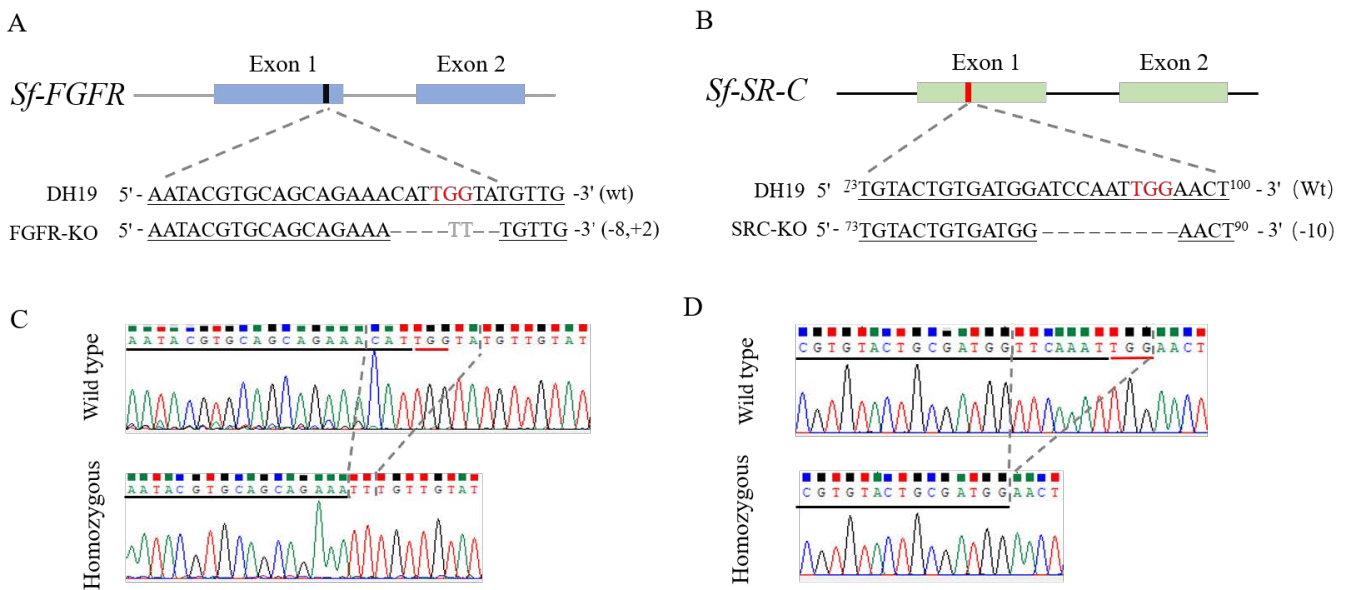 A
Exon 1 Exon 2
Sf-FGFR
DH19 5' - AATACGTGCAGCAGAAACATTGGTATGTTG -3' (wt)
FGFR-KO 5' - AATACGTGCAGCAGAAA----TT--TGTTG -3' (-8,+2)
B
Exon 1 Exon 2
Sf-SR-C
DH19 5' 73TGTACTGTGATGGATCCAATTGGAACT100 - 3' (Wt)
SRC-KO 5'- 73TGTACTGTGATGG----------AACT90 - 3' (-10)
C
Wild type
AATACGTGCAGCAGAAACATTGGTATGTTGTAT
Homozygous
AATACGTGCAGCAGAAATTTGTTGTAT
D
Wild type
CGTGTACTGCGATGGTTCAAATTGGAACT
Homozygous
CGTGTACTGCGATGGAACT